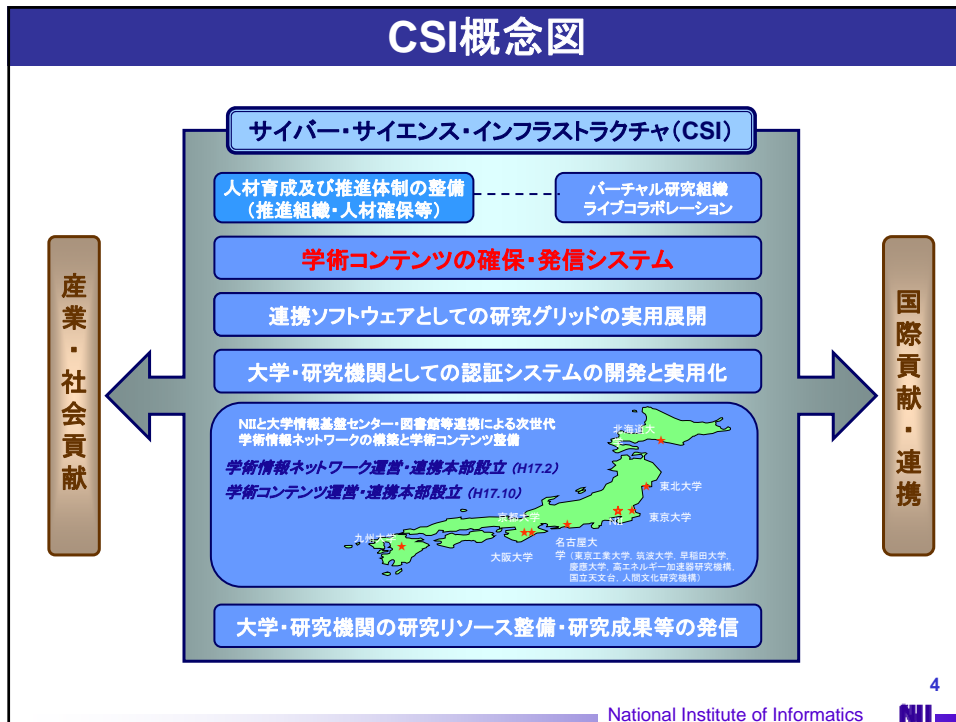 CSI概念図
サイバー・サイエンス・インフラストラクチャ（CSI）
人材育成及び推進体制の整備
（推進組織・人材確保等）
バーチャル研究組織
ライブコラボレーション
学術コンテンツの確保・発信システム
連携ソフトウェアとしての研究グリッドの実用展開
大学・研究機関としての認証システムの開発と実用化
産業・社会貢献
国際貢献・連携
NIIと大学情報基盤センター・図書館等連携による次世代
学術情報ネットワークの構築と学術コンテンツ整備
学術情報ネットワーク運営・連携本部設立（H17.2）
学術コンテンツ運営・連携本部設立（H17.10）
北海道大
学
東北大学
東京大学
NII
京都大学
九州大学
大阪大学
名古屋大
学
（東京工業大学, 筑波大学, 早稲田大学,
慶應大学, 高エネルギー加速器研究機構,
国立天文台, 人間文化研究機構）
大学・研究機関の研究リソース整備・研究成果等の発信
4
National Institute of Informatics
NII